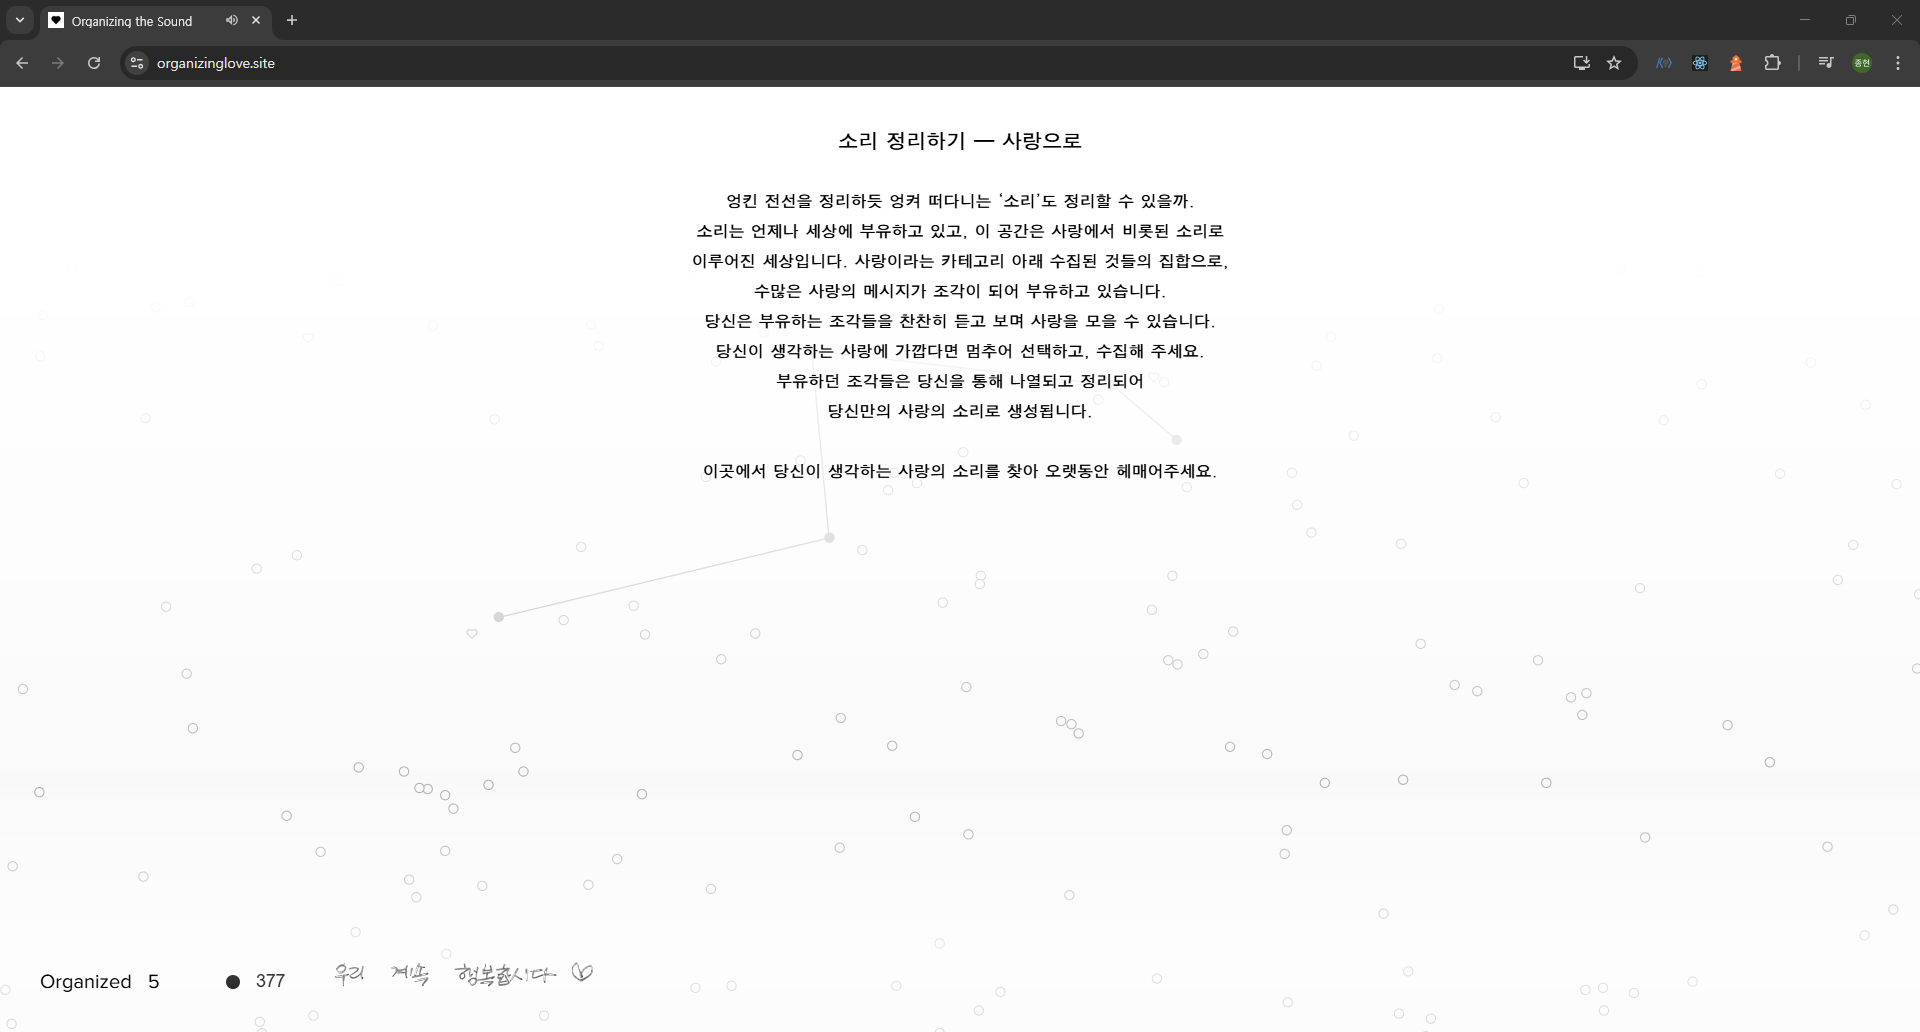 Organizing the Sound
organizinglove.site
종현
소리 정리하기 — 사랑으로
엉킨 전선을 정리하듯 엉켜 떠다니는 ‘소리’도 정리할 수 있을까.
소리는 언제나 세상에 부유하고 있고, 이 공간은 사랑에서 비롯된 소리로
이루어진 세상입니다. 사랑이라는 카테고리 아래 수집된 것들의 집합으로,
수많은 사랑의 메시지가 조각이 되어 부유하고 있습니다.
당신은 부유하는 조각들을 찬찬히 듣고 보며 사랑을 모을 수 있습니다.
당신이 생각하는 사랑에 가깝다면 멈추어 선택하고, 수집해 주세요.
부유하던 조각들은 당신을 통해 나열되고 정리되어
당신만의 사랑의 소리로 생성됩니다.
이곳에서 당신이 생각하는 사랑의 소리를 찾아 오랫동안 헤매어주세요.
Organized 5
377
우리 계속 행복합시다 ♡